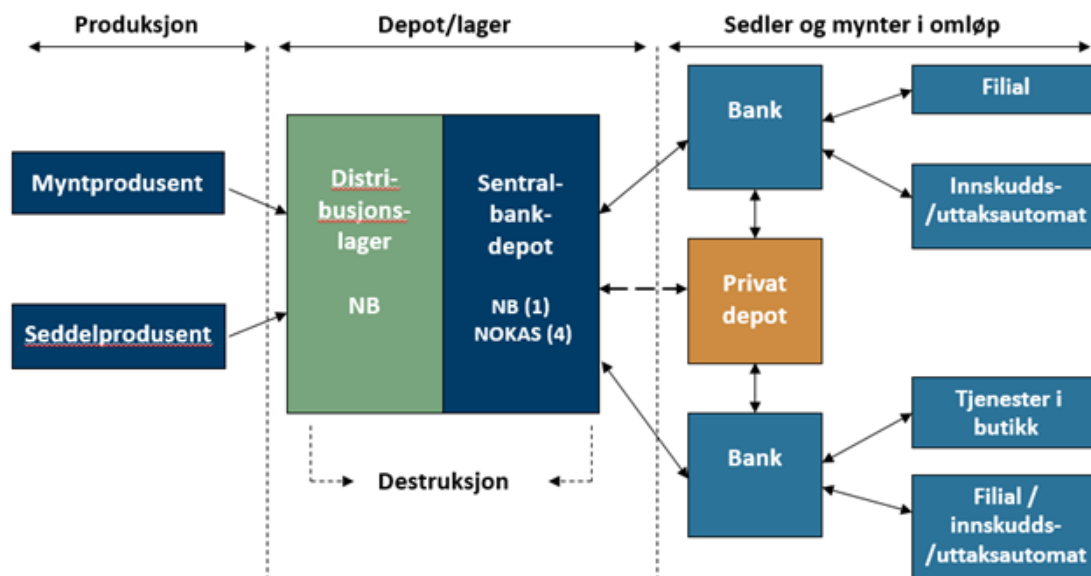 Produksjon
Depot/lager
Sedler og mynter i omløp
Myntprodusent
Seddelprodusent
Distri-
busjons-
lager
NB
Sentral-
bank-
depot
NB (1)
NOKAS (4)
Destruksjon
Bank
Privat
depot
Bank
Filial
Innskudds-
/uttaksautomat
Tjenester i
butikk
Filial /
innskudds-
/uttaksautomat